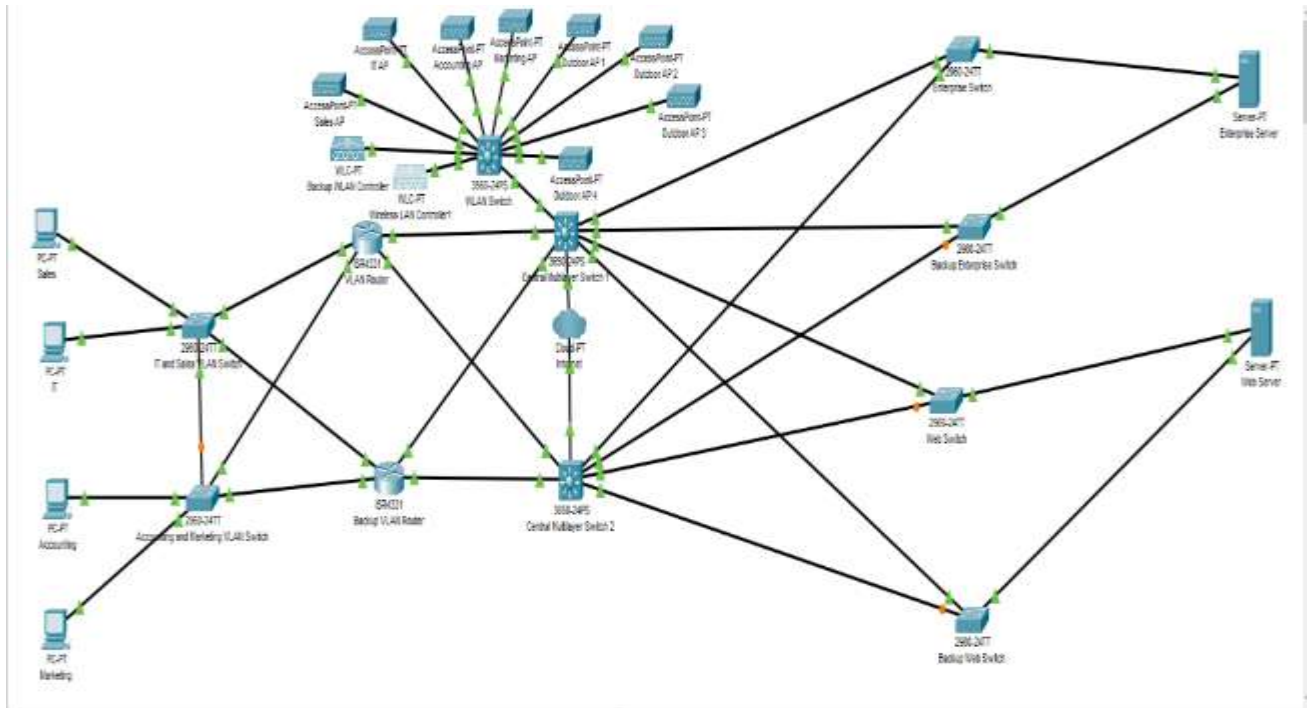 AccessPoint-PT
IT AP
AccessPoint-PT
Accounting AP
AccessPoint-PT
Marketing AP
AccessPoint-PT
Outdoor AP 1
AccessPoint-PT
Outdoor AP 2
AccessPoint-PT
Outdoor AP 3
AccessPoint-PT
Sales AP
WLC-PT
Backup WLAN Controller
WLC-PT
Wireless LAN Controller1
3560-24PS
WLAN Switch
AccessPoint-PT
Outdoor AP 4
2960-24TT
Enterprise Switch
Server-PT
Enterprise Server
PC-PT
Sales
ISR4331
VLAN Router
3650-24PS
Central Multilayer Switch 1
2960-24TT
Backup Enterprise Switch
PC-PT
IT
2960-24TT
IT and Sales VLAN Switch
Cloud-PT
Internet
Server-PT
Web Server
2960-24TT
Web Switch
PC-PT
Accounting
2960-24TT
Accounting and Marketing VLAN Switch
ISR4331
Backup VLAN Router
3650-24PS
Central Multilayer Switch 2
PC-PT
Marketing
2960-24TT
Backup Web Switch